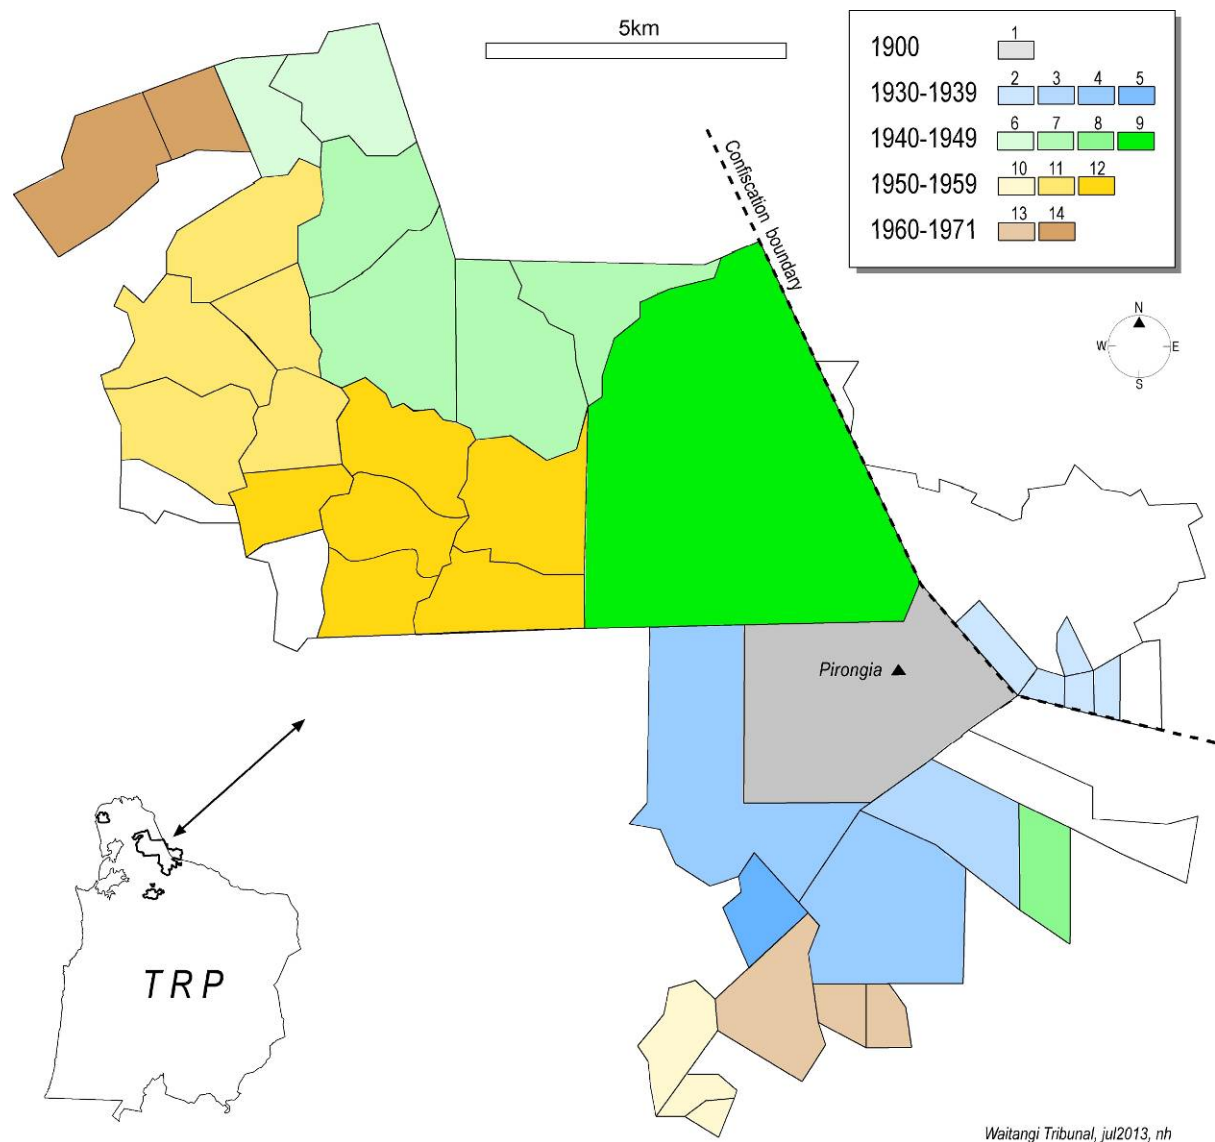 5km
1
1900
2 3 4 5
1930-1939
6 7 8 9
1940-1949
10 11 12
1950-1959
13 14
1960-1971
Confiscation boundary
N
W E
S
Pirongia
TRP
Waitangi Tribunal, jul2013, nh